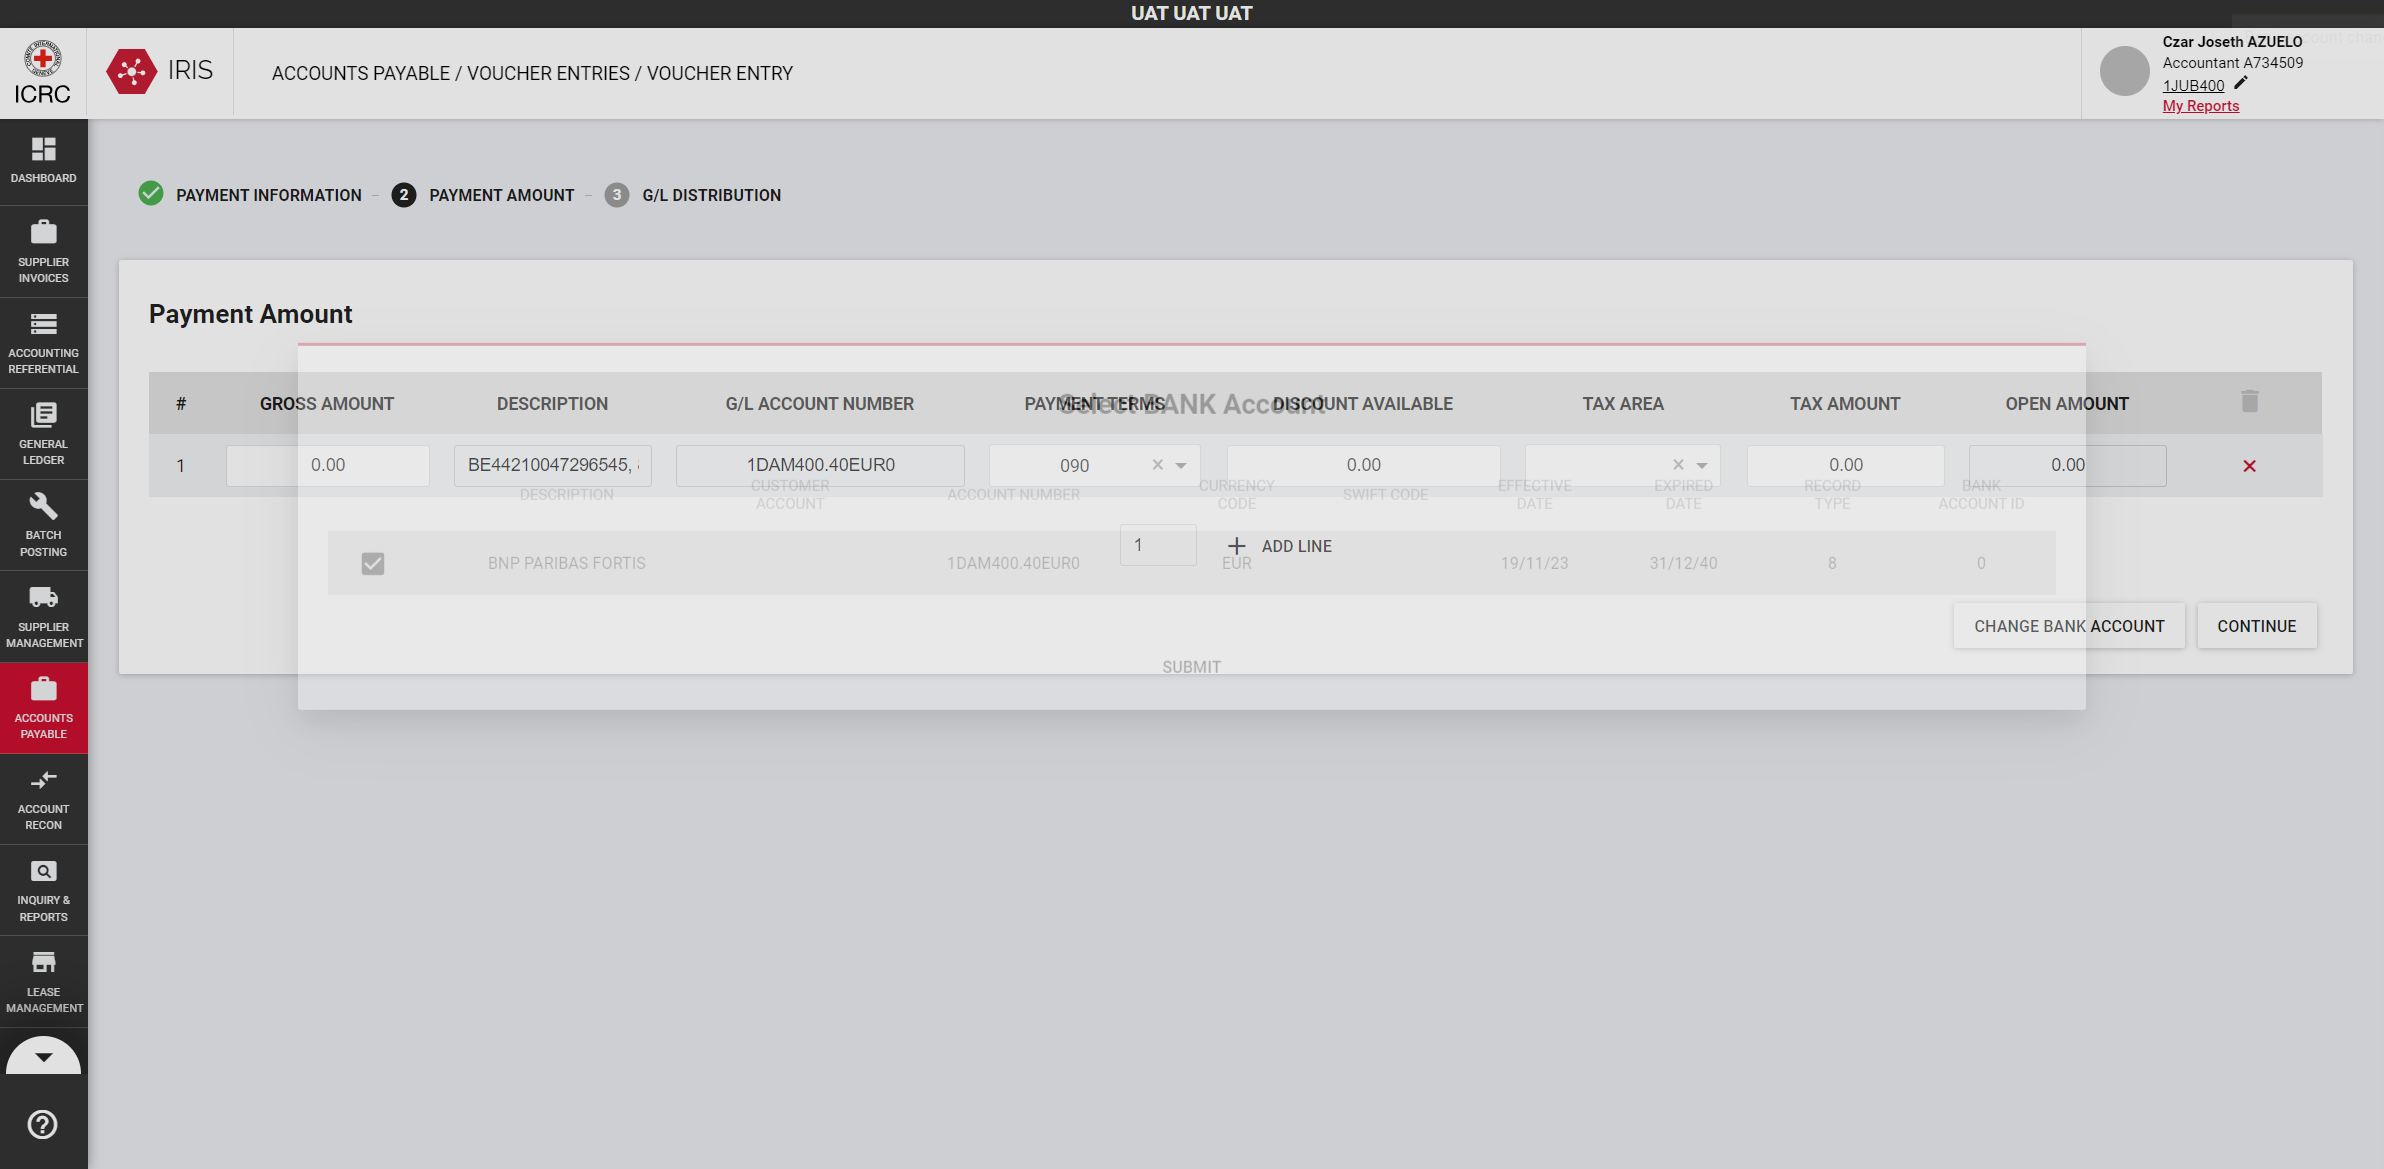 UAT UAT UAT
ICRC
IRIS
ACCOUNTS PAYABLE / VOUCHER ENTRIES / VOUCHER ENTRY
Czar Joseth AZUELO
Accountant A734509
1JUB400
My Reports
DASHBOARD
SUPPLIER
INVOICES
ACCOUNTING
REFERENTIAL
GENERAL
LEDGER
BATCH
POSTING
SUPPLIER
MANAGEMENT
ACCOUNTS
PAYABLE
ACCOUNT
RECON
INQUIRY &
REPORTS
LEASE
MANAGEMENT
PAYMENT INFORMATION
2 PAYMENT AMOUNT
3 G/L DISTRIBUTION
Payment Amount
# GROSS AMOUNT DESCRIPTION G/L ACCOUNT NUMBER PAYMENT TERMS DISCOUNT AVAILABLE TAX AREA TAX AMOUNT OPEN AMOUNT
1 0.00 BE44210047296545, 1DAM400.40EUR0 090 0.00 0.00 0.00
1 ADD LINE
CHANGE BANK ACCOUNT CONTINUE
Select BANK Account
DESCRIPTION CUSTOMER ACCOUNT ACCOUNT NUMBER CURRENCY CODE SWIFT CODE EFFECTIVE DATE EXPIRED DATE RECORD TYPE BANK ACCOUNT ID
BNP PARIBAS FORTIS 1DAM400.40EUR0 EUR 19/11/23 31/12/40 8 0
SUBMIT